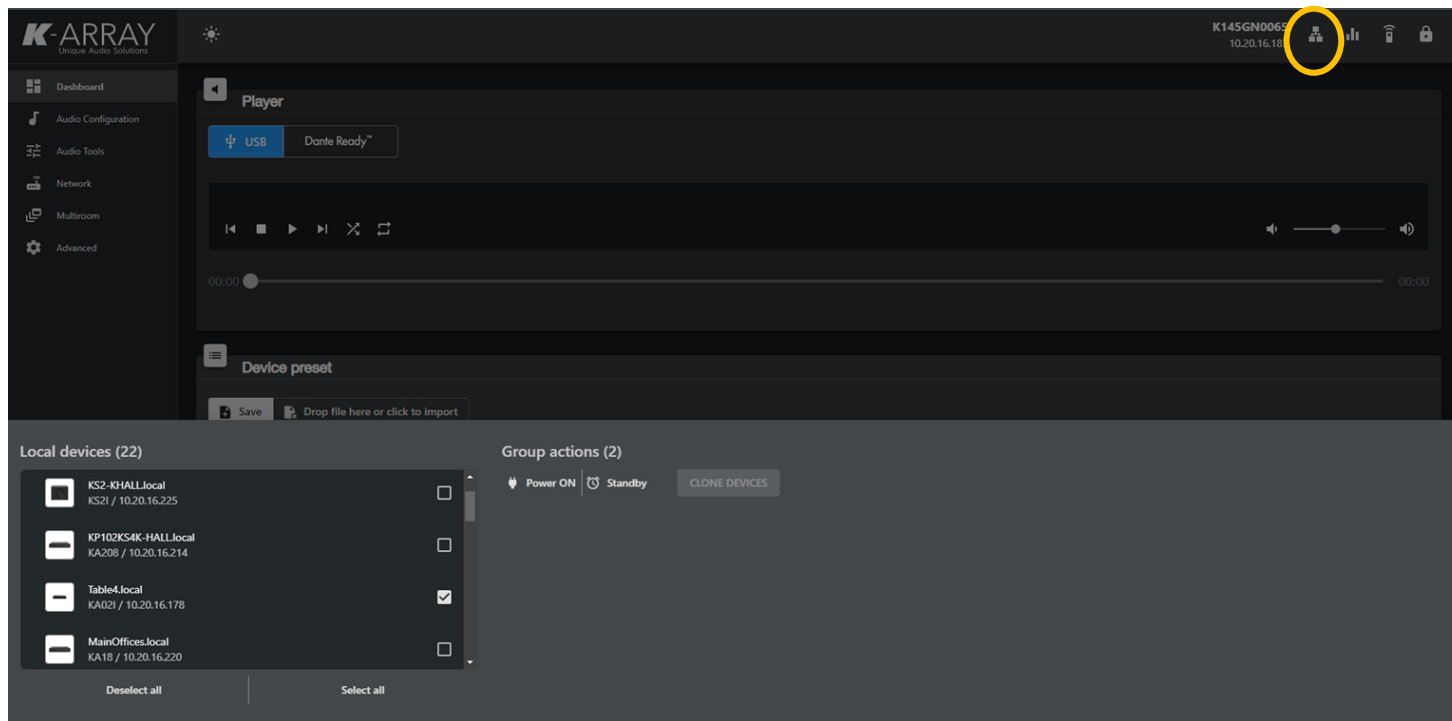 K-ARRAY
Unique Audio Solutions
K145GN0065
10.20.16.18
Dashboard
Audio Configuration
Audio Tools
Network
Multiroom
Advanced
Player
USB
Dante Ready™
00:00
00:00
Device preset
Save
Drop file here or click to import
Local devices (22)
KS2-KHALL.local
KS2I / 10.20.16.225
KP102KS4K-HALL.local
KA208 / 10.20.16.214
Table4.local
KA02I / 10.20.16.178
MainOffices.local
KA18 / 10.20.16.220
Deselect all
Select all
Group actions (2)
Power ON
Standby
CLONE DEVICES